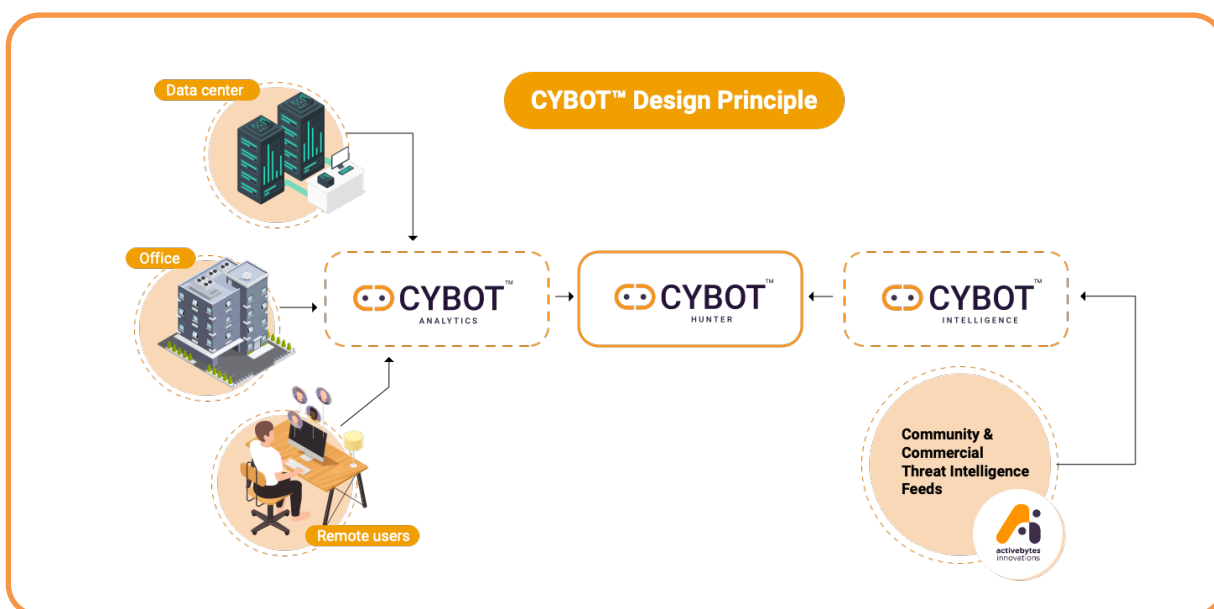 Data center
CYBOT™ Design Principle
Office
CYBOT™
ANALYTICS
CYBOT™
HUNTER
CYBOT™
INTELLIGENCE
Community &
Commercial
Threat Intelligence
Feeds
activebytes
innovations
Remote users